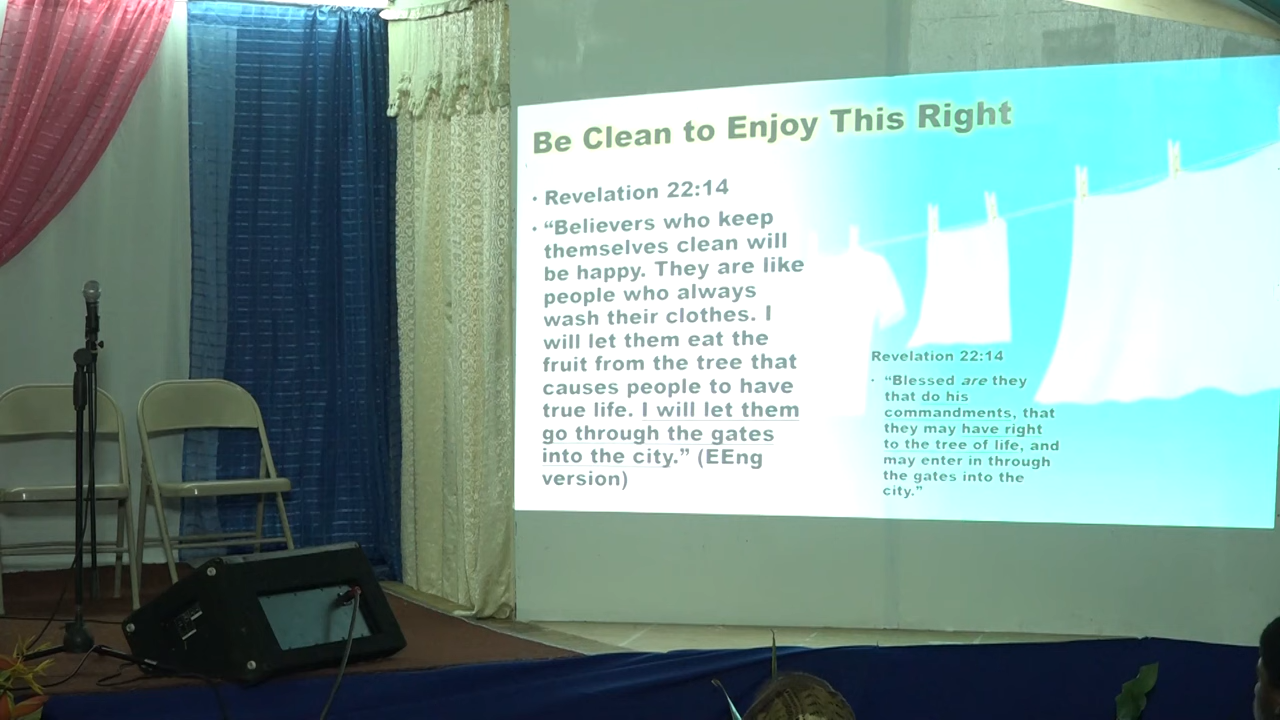 Be Clean to Enjoy This Right
• Revelation 22:14
• “Believers who keep
themselves clean will
be happy. They are like
people who always
wash their clothes. I
will let them eat the
fruit from the tree that
causes people to have
true life. I will let them
go through the gates
into the city.” (EEng
version)
Revelation 22:14
• “Blessed are they
that do his
commandments, that
they may have right
to the tree of life, and
may enter in through
the gates into the
city.”